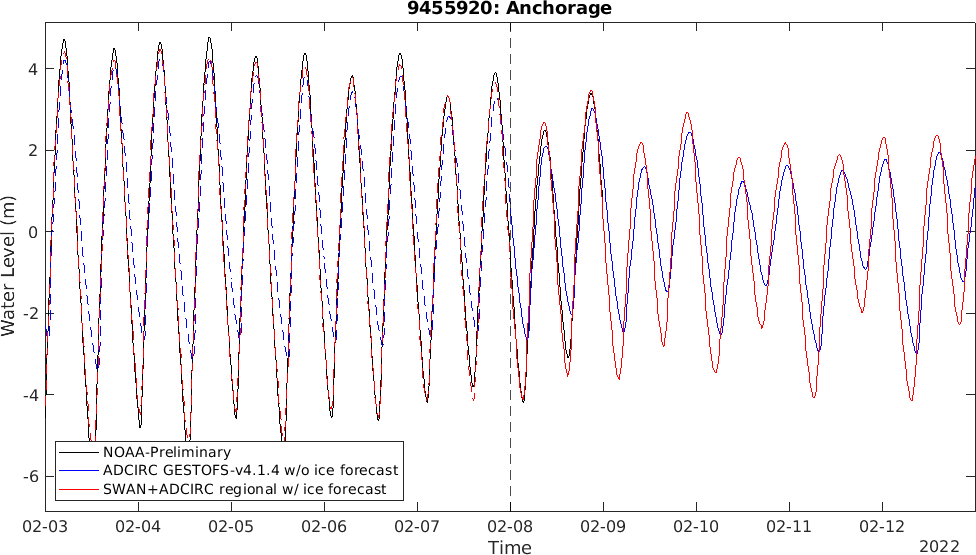 9455920: Anchorage
Water Level (m)
4
2
0
-2
-4
-6
NOAA-Preliminary
ADCIRC GESTOFS-v4.1.4 w/o ice forecast
SWAN+ADCIRC regional w/ ice forecast
02-03 02-04 02-05 02-06 02-07 02-08 02-09 02-10 02-11 02-12
Time
2022